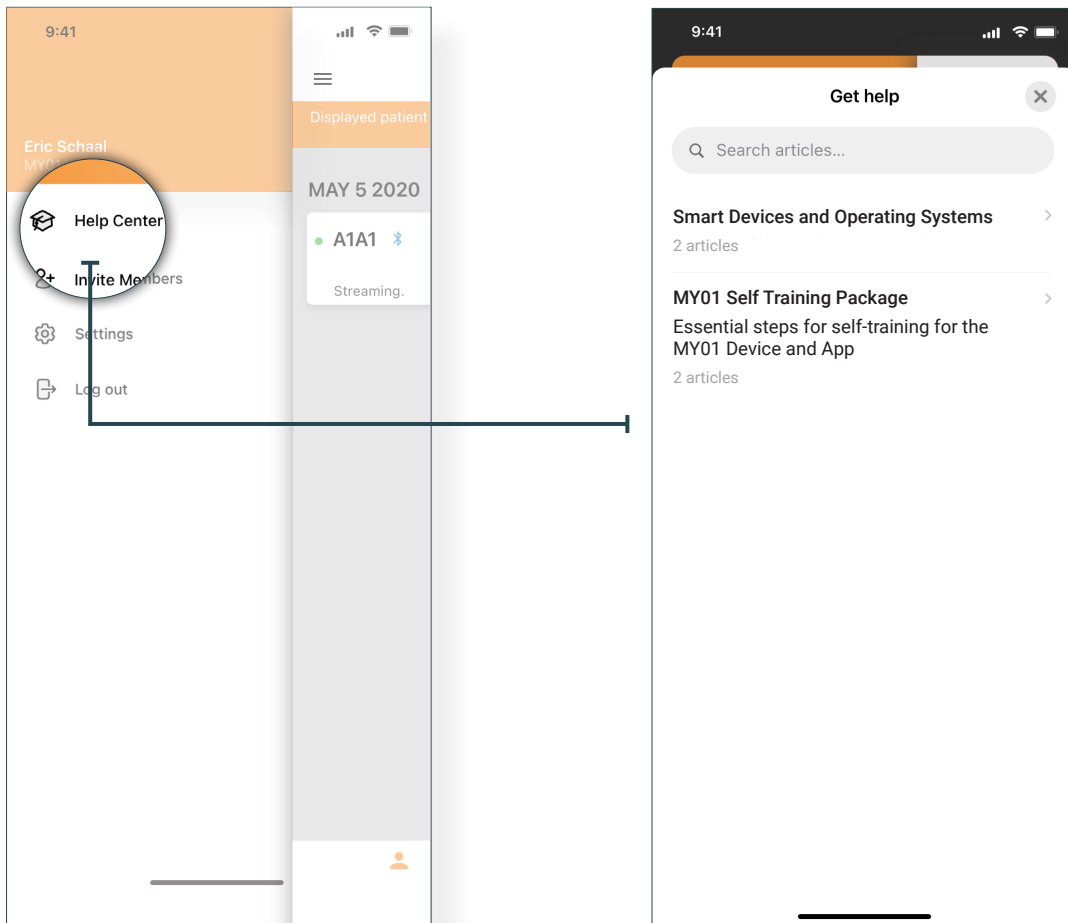 9:41
Eric Schaal
MY01
Help Center
Invite Members
Settings
Log out
Displayed patient
MAY 5 2020
A1A1
Streaming.
9:41
Get help
Search articles...
Smart Devices and Operating Systems
2 articles
MY01 Self Training Package
Essential steps for self-training for the
MY01 Device and App
2 articles